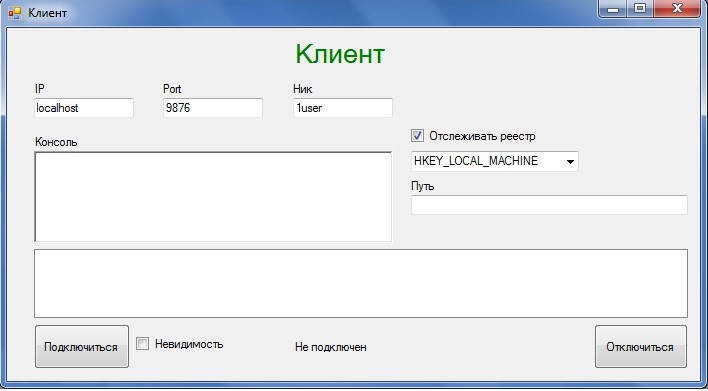 Клиент
Клиент
IP Port Ник
localhost 9876 1user
Отслеживать реестр
Консоль
HKEY_LOCAL_MACHINE
Путь
Подключиться Невидимость Не подключен Отключиться